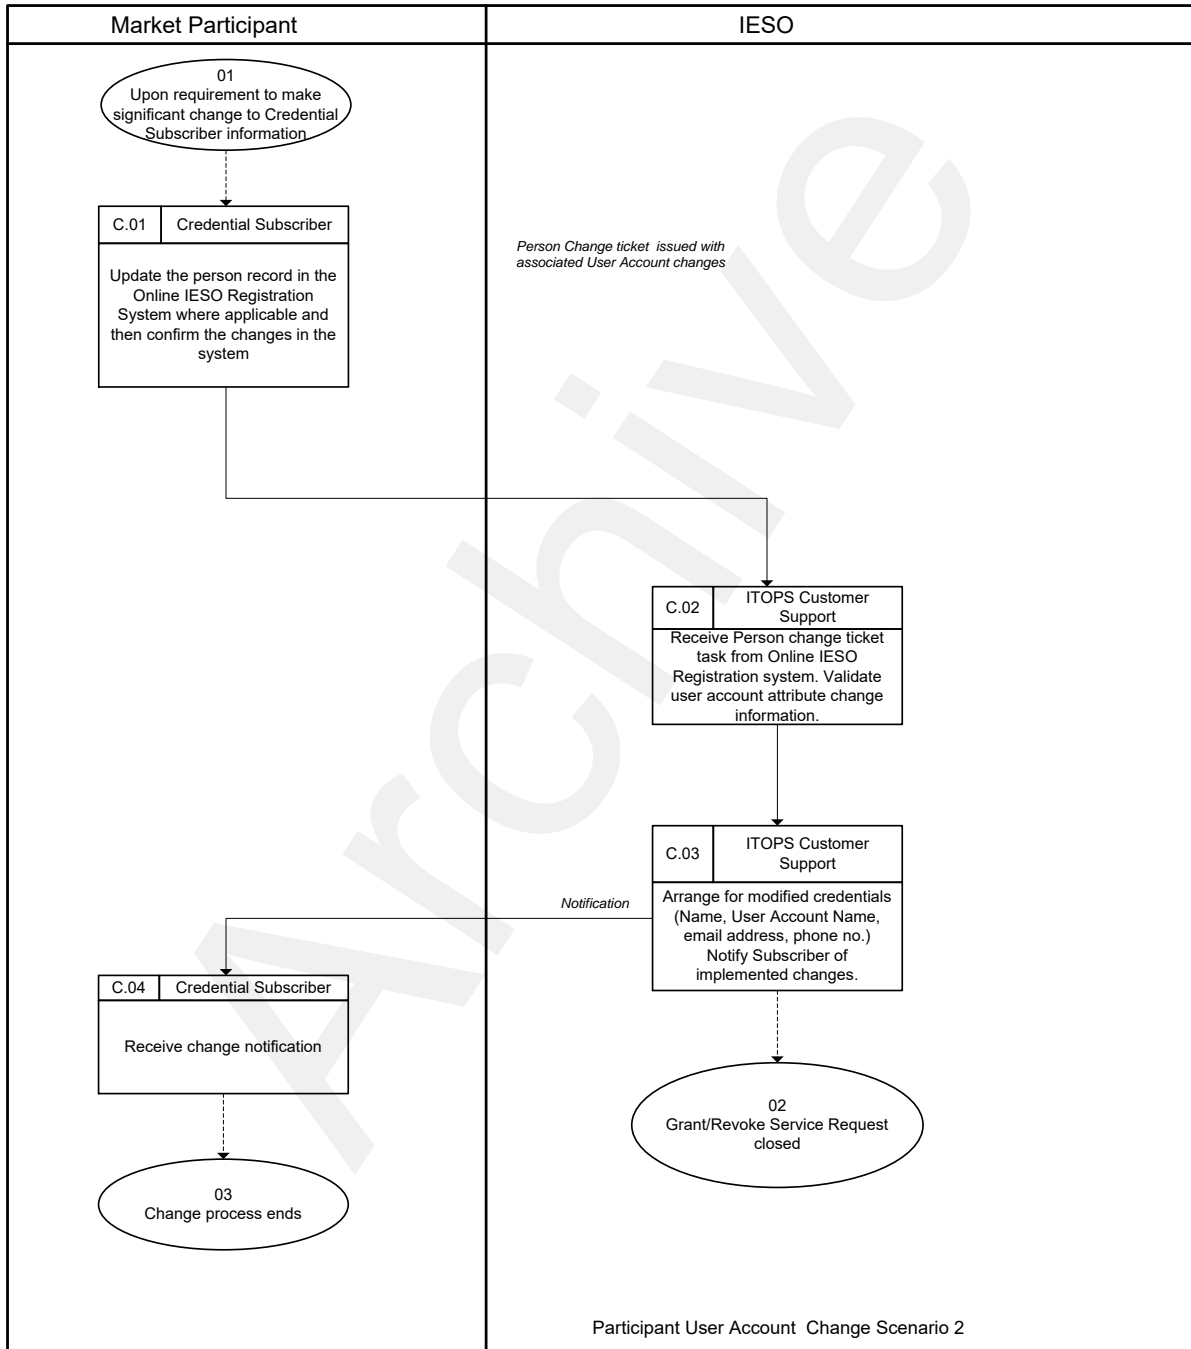 Market Participant
IESO
01
Upon requirement to make
significant change to Credential
Subscriber information
C.01
Credential Subscriber
Update the person record in the
Online IESO Registration
System where applicable and
then confirm the changes in the
system
Person Change ticket  issued with
associated User Account changes
C.02
ITOPS Customer
Support
Receive Person change ticket
task from Online IESO
Registration system. Validate
user account attribute change
information.
C.03
ITOPS Customer
Support
Arrange for modified credentials
(Name, User Account Name,
email address, phone no.)
Notify Subscriber of
implemented changes.
Notification
C.04
Credential Subscriber
Receive change notification
02
Grant/Revoke Service Request
closed
03
Change process ends
Participant User Account  Change Scenario 2
Archive